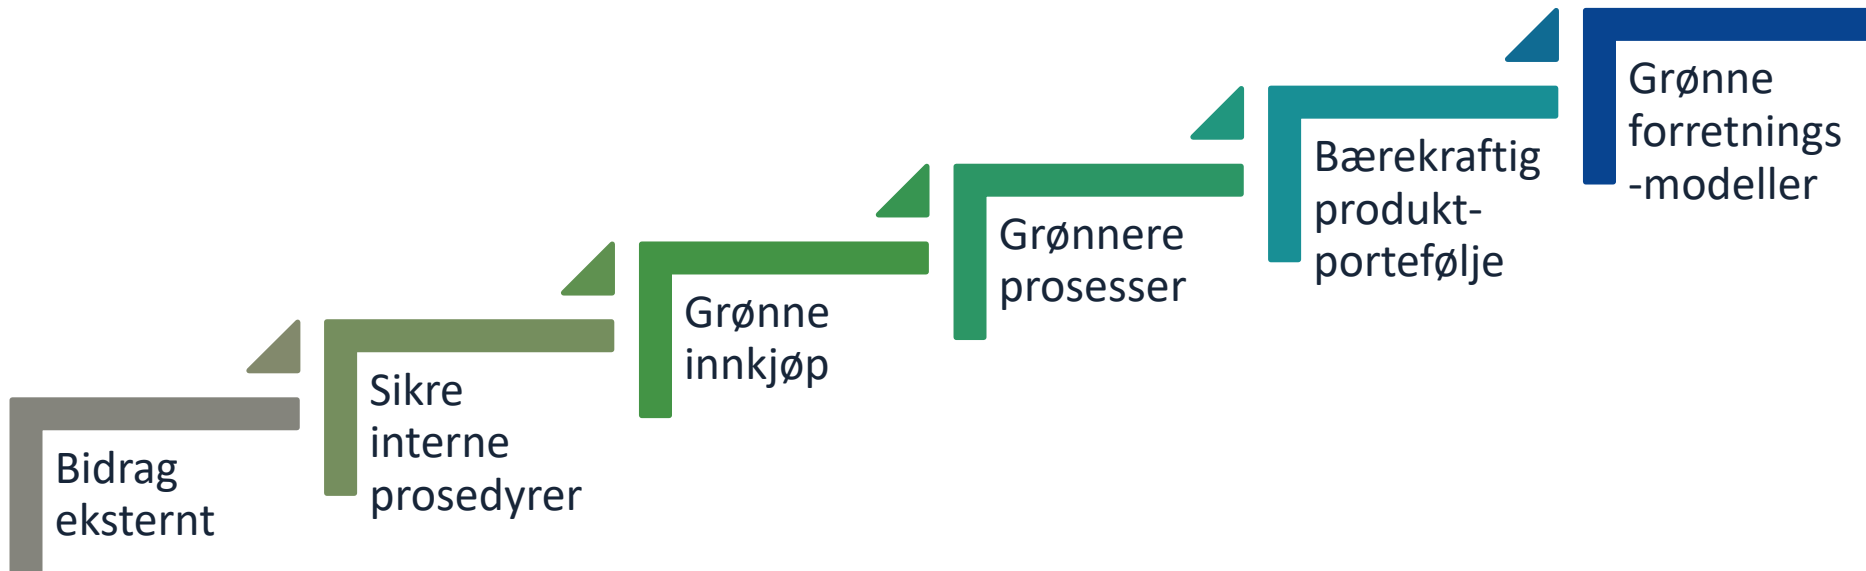 Bidrag
eksternt
Sikre
interne
prosedyrer
Grønne
innkjøp
Grønnere
prosesser
Bærekraftig
produkt-
portefølje
Grønne
forretnings
-modeller